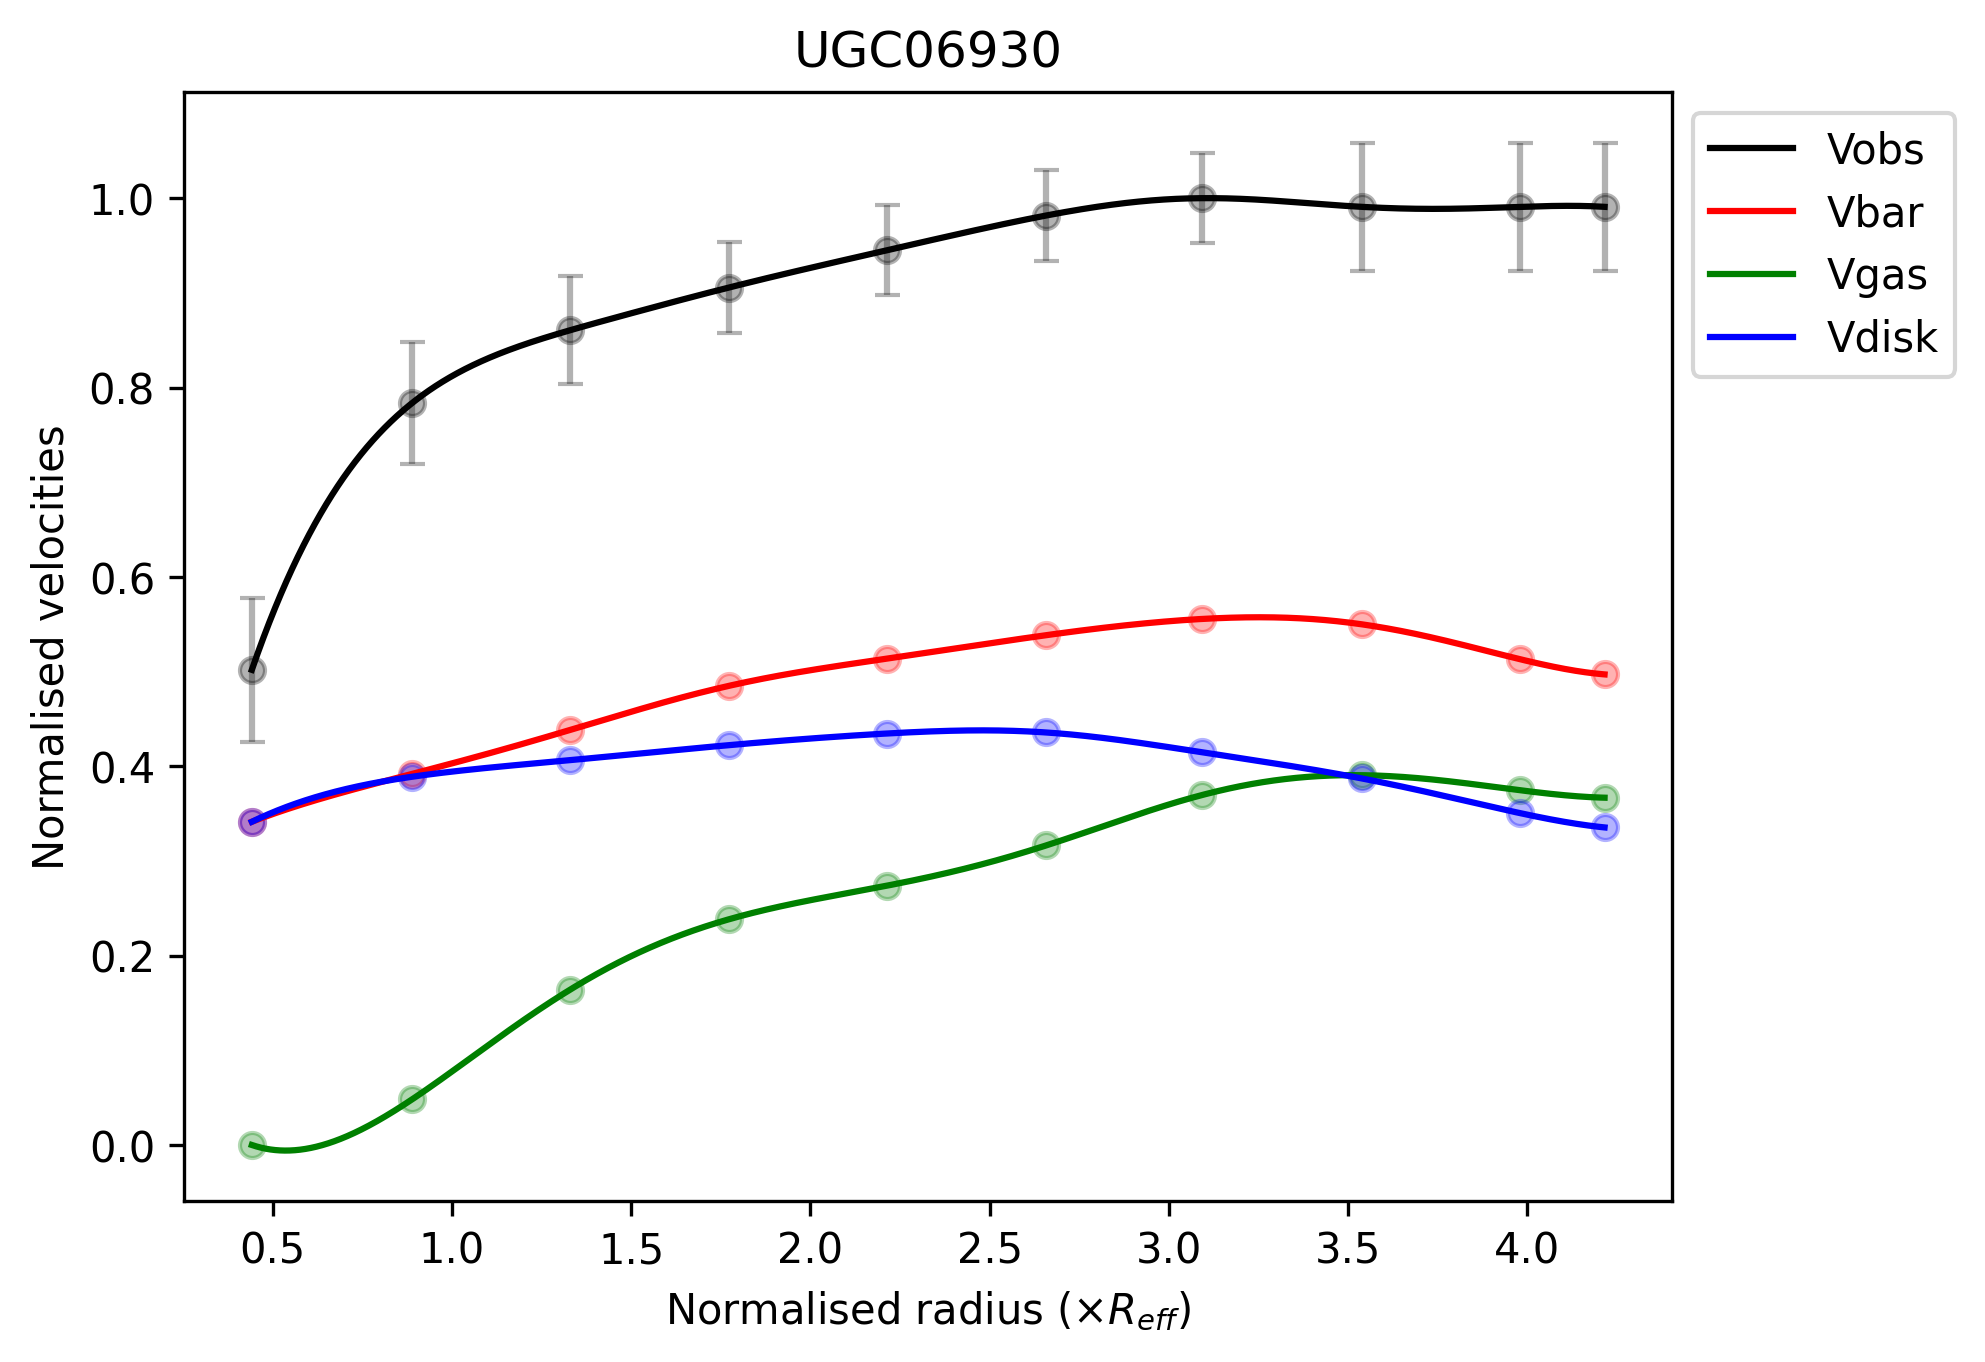 UGC06930
Vobs
Vbar
Vgas
Vdisk
Normalised velocities
1.0
0.8
0.6
0.4
0.2
0.0
0.5 1.0 1.5 2.0 2.5 3.0 3.5 4.0
Normalised radius (×R_eff)